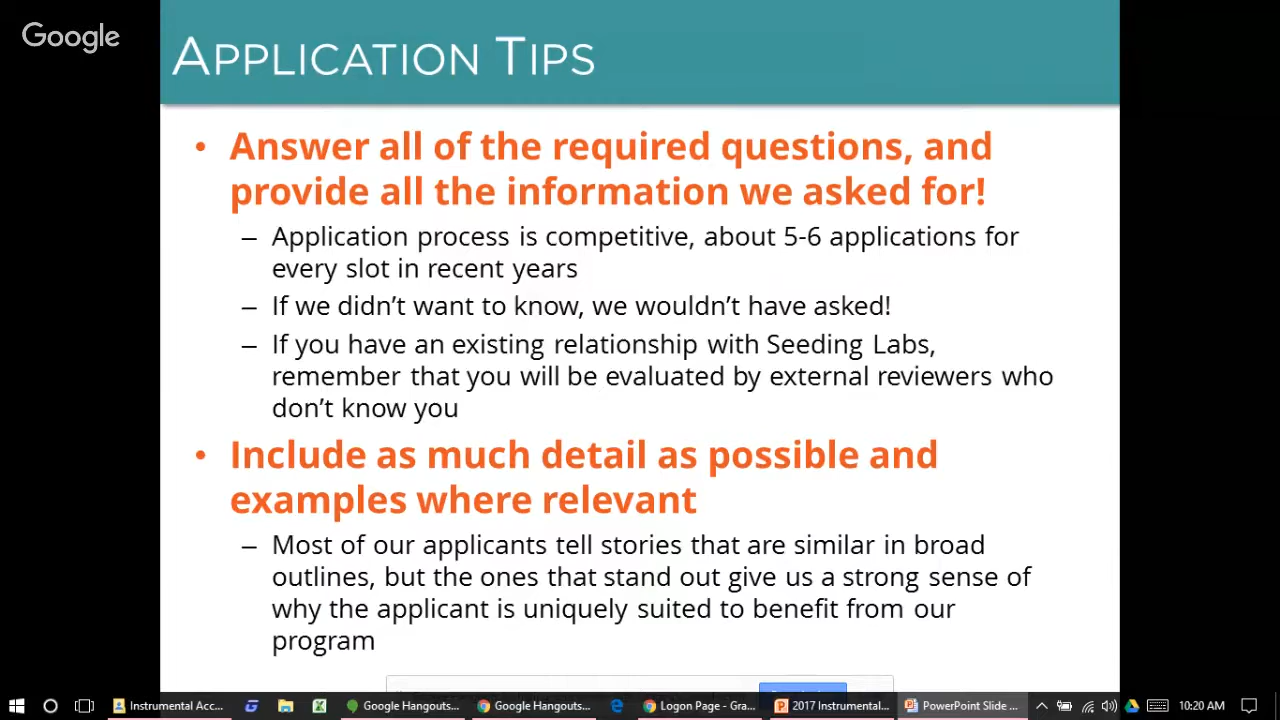 Google
APPLICATION TIPS
• Answer all of the required questions, and
provide all the information we asked for!
– Application process is competitive, about 5-6 applications for
every slot in recent years
– If we didn't want to know, we wouldn't have asked!
– If you have an existing relationship with Seeding Labs,
remember that you will be evaluated by external reviewers who
don't know you
• Include as much detail as possible and
examples where relevant
– Most of our applicants tell stories that are similar in broad
outlines, but the ones that stand out give us a strong sense of
why the applicant is uniquely suited to benefit from our
program
Instrumental Acc... Google Hangouts... Google Hangouts... Logon Page - Gra... 2017 Instrumental... PowerPoint Slide ... 10:20 AM